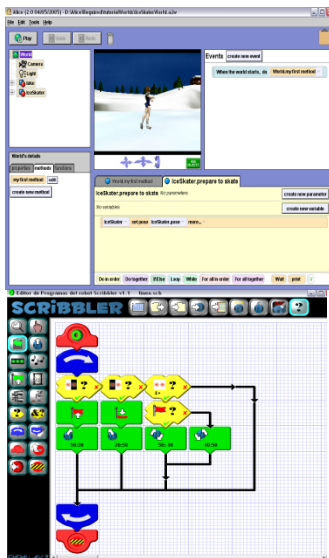 Alice (2.0 04/05/2005) - D:\Alice\Required\MaterialWorlds\IceSkaterWorld.a2w
File Edit Tools Help
Play
Undo
Redo
World
Camera
Light
lake
IceSkater
Events
create new event
When the world starts, do World.my first method
World's details
properties
methods
functions
my first method
edit
create new method
World.my first method
IceSkater.prepare to skate
IceSkater.prepare to skate No parameters
create new parameter
No variables
create new variable
IceSkater set pose IceSkater.pose more...
Do in order
Do together
If/Else
Loop
While
For all in order
For all together
Wait
print
Editor de Programas del robot Scribbler v1.1
SCRIBBLER